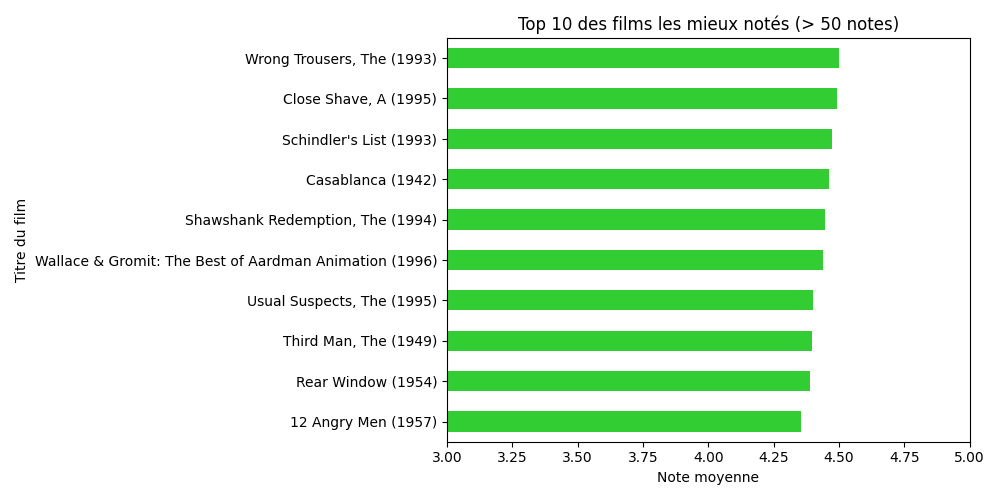 Top 10 des films les mieux notés (> 50 notes)
Wrong Trousers, The (1993)
Close Shave, A (1995)
Schindler's List (1993)
Casablanca (1942)
Shawshank Redemption, The (1994)
Wallace & Gromit: The Best of Aardman Animation (1996)
Usual Suspects, The (1995)
Third Man, The (1949)
Rear Window (1954)
12 Angry Men (1957)
Titre du film
3.00 3.25 3.50 3.75 4.00 4.25 4.50 4.75 5.00
Note moyenne